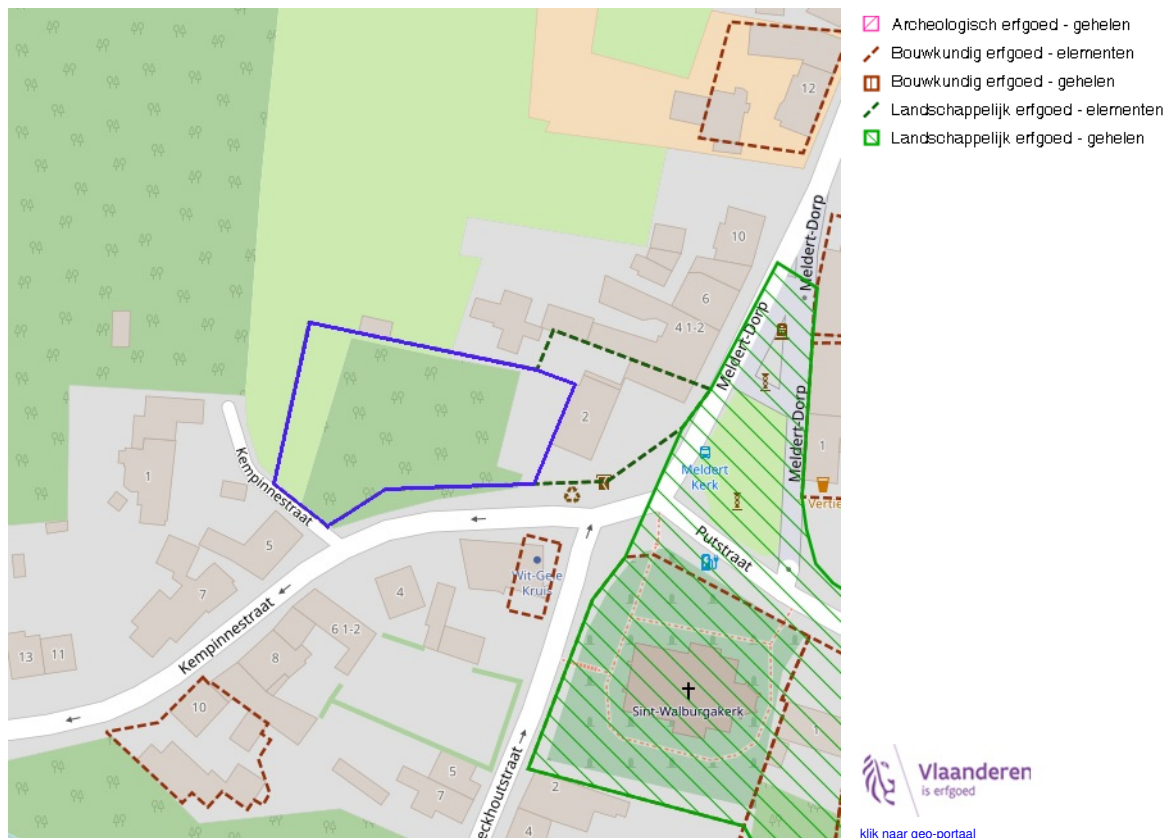 Archeologisch erfgoed - gehelen
Bouwkundig erfgoed - elementen
Bouwkundig erfgoed - gehelen
Landschappelijk erfgoed - elementen
Landschappelijk erfgoed - gehelen
12
Meldert-Dorp
10
6
4 1-2
Meldert-Dorp
2
Meldert-Dorp
1
Kempinnestraat
1
Meldert
Kerk
5
Putstraat
Wit-Gele
Kruis
7
4
6 1-2
Kempinnestraat
13
11
8
10
Sint-Walburgakerk
1
5
7
2
4
Vlaanderen
is erfgoed
klik naar geo-portaal